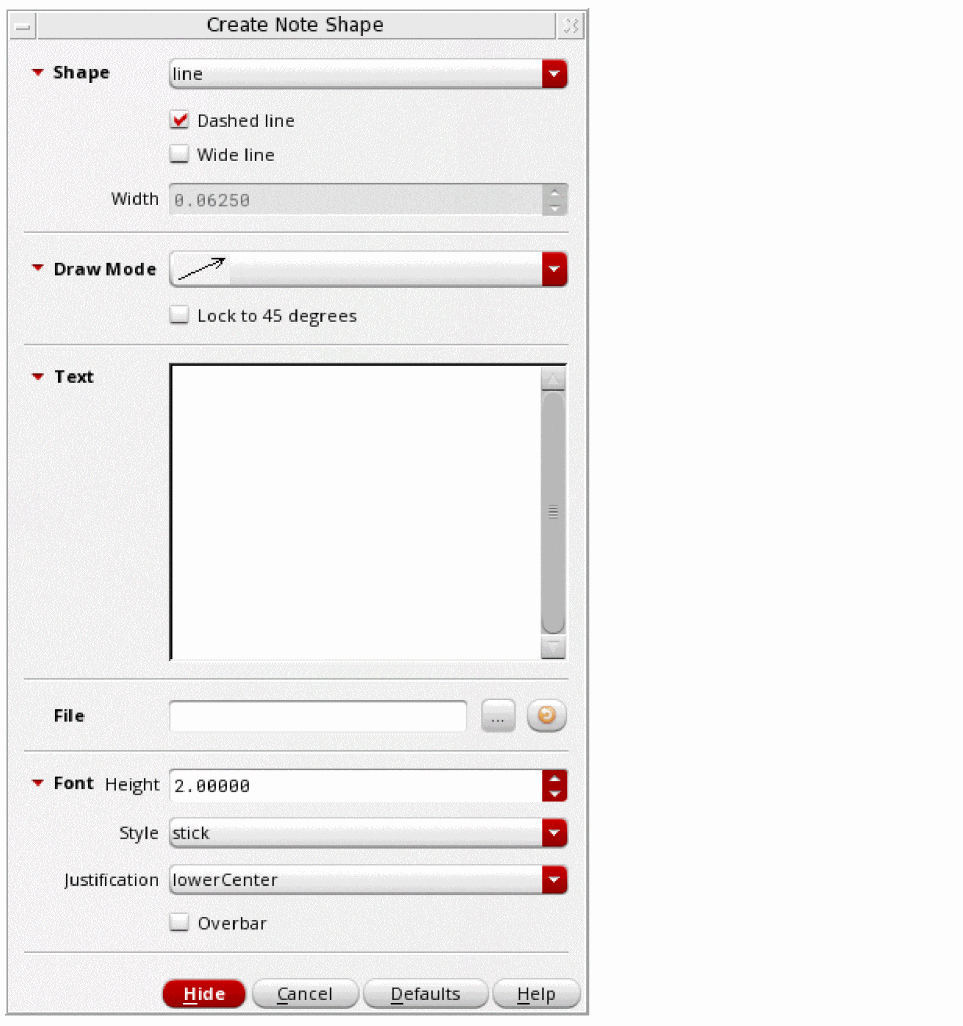 Create Note Shape
Shape line
Dashed line
Wide line
Width 0.06250
Draw Mode
Lock to 45 degrees
Text
File ...
Font Height 2.00000
Style stick
Justification lowerCenter
Overbar
Hide Cancel Defaults Help